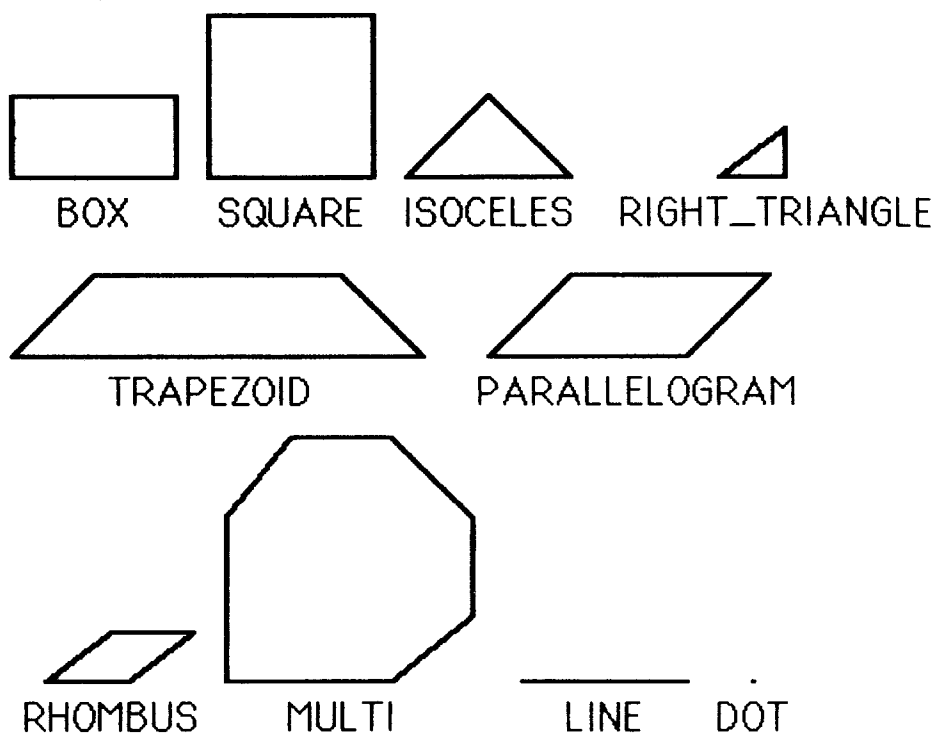 BOX SQUARE ISOCELES RIGHT_TRIANGLE
TRAPEZOID PARALLELOGRAM
RHOMBUS MULTI LINE DOT